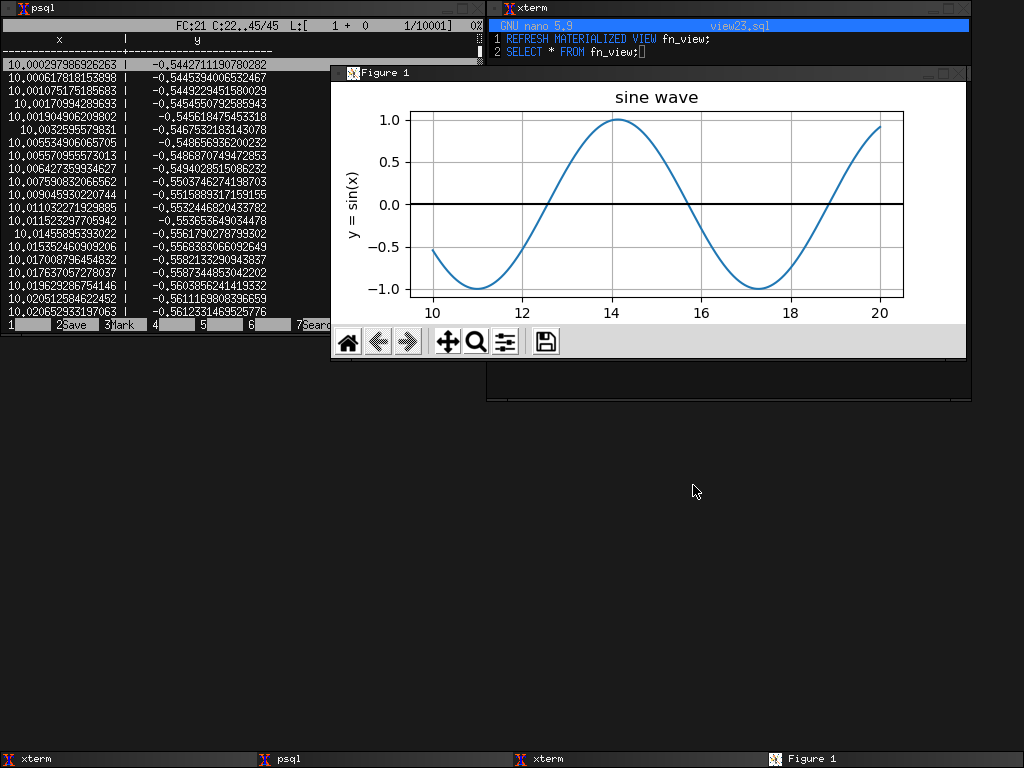 psql
FC:21 C:22..45/45 L:[ 1 + 0 1/10001] 0%
x | y
10.000297986926263 | -0.5442711190780282
10.000617818153898 | -0.5445394006532467
10.001075175185683 | -0.5449229451580029
10.00170994289693 | -0.5454550792585943
10.001904906209802 | -0.545618475453318
10.0032595579831 | -0.5467532183143078
10.005534906065705 | -0.548656936200232
10.005570955573013 | -0.5486870749472853
10.006427359934627 | -0.5494028515086232
10.007590832066562 | -0.5503746274198703
10.009045930220744 | -0.5515889317159155
10.011032271929885 | -0.5532446820433782
10.011523297705942 | -0.553653649034478
10.01455895393022 | -0.5561790278799302
10.015352460909206 | -0.5568383066092649
10.017008796454832 | -0.5582133290943837
10.017637057278037 | -0.5587344853042202
10.019629286754146 | -0.5603856241419332
10.020512584622452 | -0.5611169808396659
10.020652933197063 | -0.5612331469525776
1 2Save 3Mark 4 5 6 7Searc
xterm
GNU nano 5.9 view23.sql
1 REFRESH MATERIALIZED VIEW fn_view;
2 SELECT * FROM fn_view;
Figure 1
sine wave
y = sin(x)
1.0
0.5
0.0
−0.5
−1.0
10 12 14 16 18 20
xterm psql xterm Figure 1